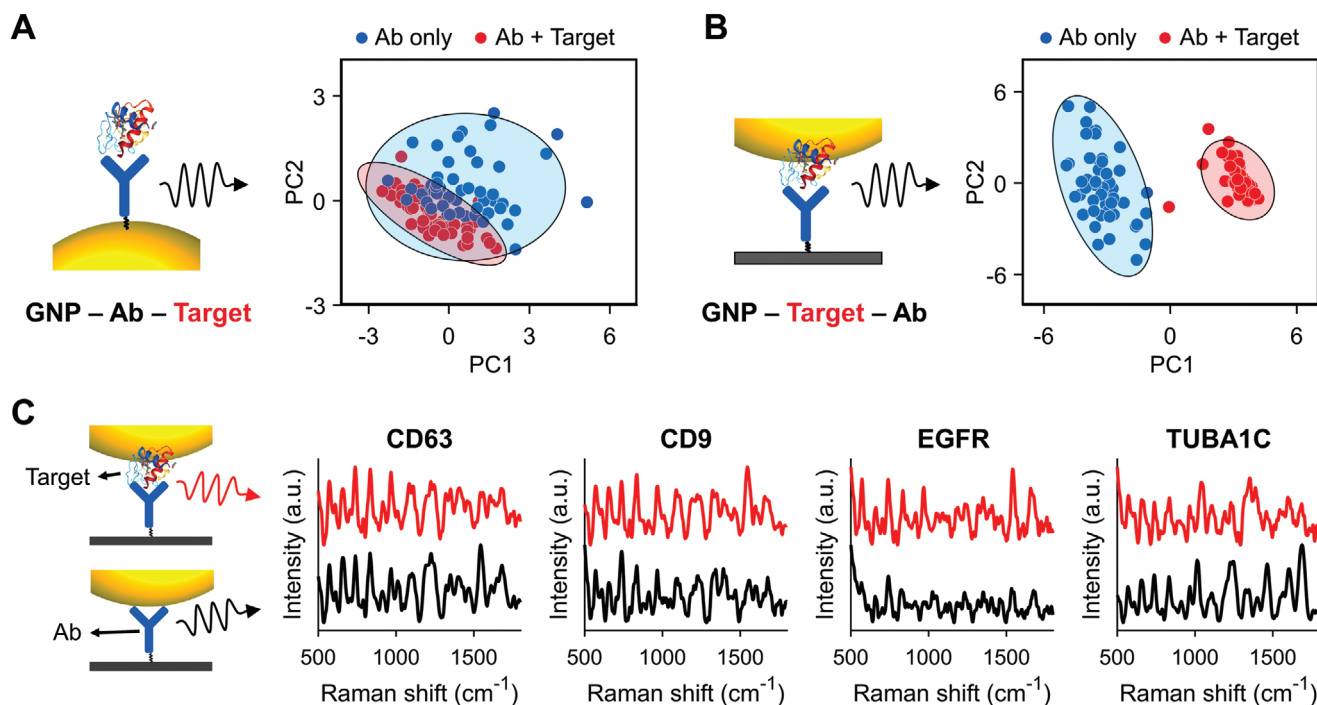 A
Ab only
Ab + Target
PC2
3
0
-3
-3
0
3
6
PC1
GNP – Ab – Target
B
Ab only
Ab + Target
PC2
6
0
-6
-6
0
6
PC1
GNP – Target – Ab
C
Target
Ab
CD63
Intensity (a.u.)
500
1000
1500
Raman shift (cm⁻¹)
CD9
Intensity (a.u.)
500
1000
1500
Raman shift (cm⁻¹)
EGFR
Intensity (a.u.)
500
1000
1500
Raman shift (cm⁻¹)
TUBA1C
Intensity (a.u.)
500
1000
1500
Raman shift (cm⁻¹)